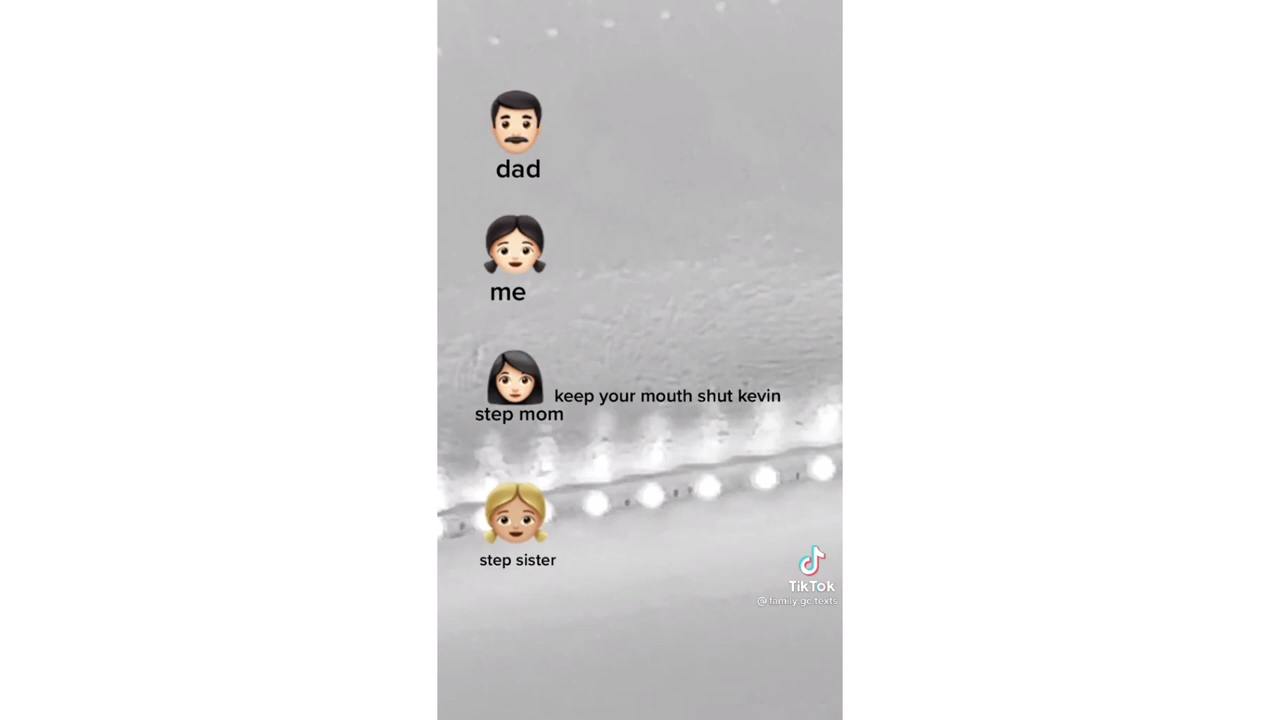 dad
me
keep your mouth shut kevin
step mom
step sister
TikTok
@family.gc.texts